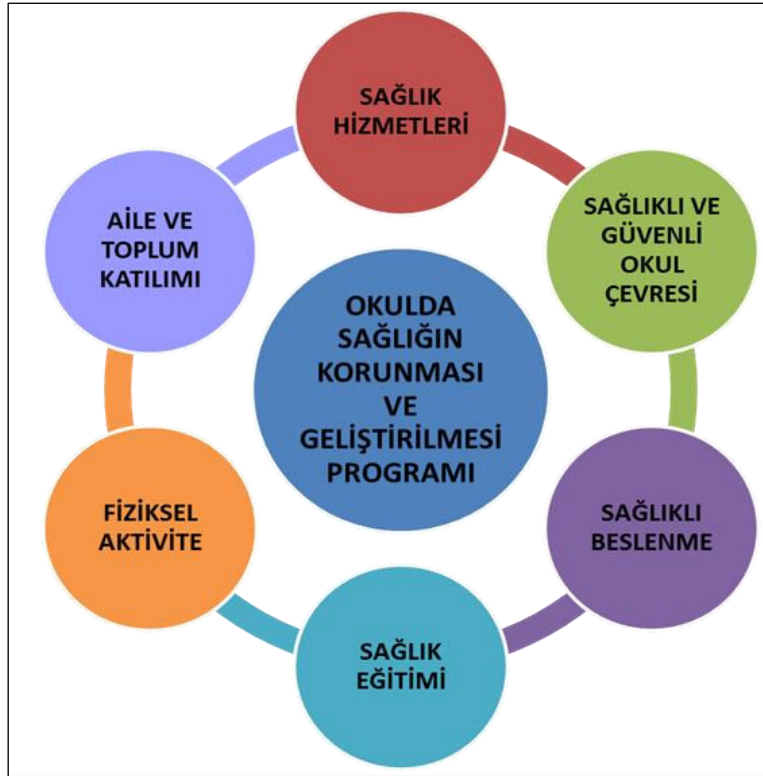 SAĞLIK
HİZMETLERİ
SAĞLIKLI VE
GÜVENLİ
OKUL
ÇEVRESİ
SAĞLIKLI
BESLENME
SAĞLIK
EĞİTİMİ
FİZİKSEL
AKTİVİTE
AİLE VE
TOPLUM
KATILIMI
OKULDA
SAĞLIĞIN
KORUNMASI
VE
GELİŞTİRİLMESİ
PROGRAMI